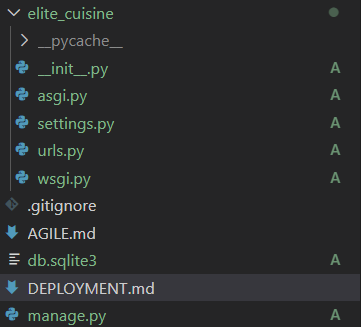 elite_cuisine
__pycache__
__init__.py A
asgi.py A
settings.py A
urls.py A
wsgi.py A
.gitignore
AGILE.md
db.sqlite3 A
DEPLOYMENT.md
manage.py A